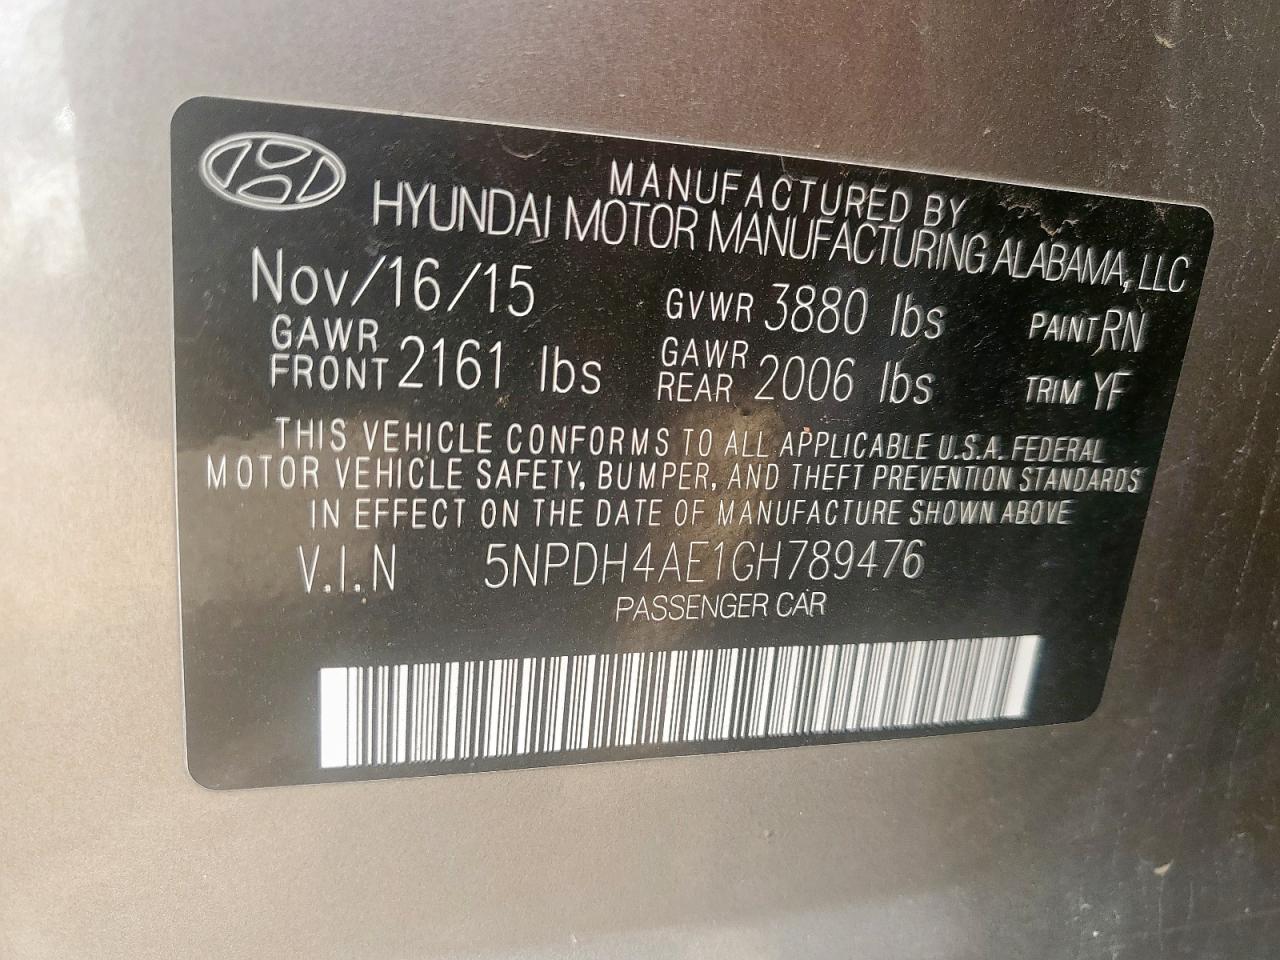 MANUFACTURED BY
HYUNDAI MOTOR MANUFACTURING ALABAMA, LLC
Nov/16/15 GVWR 3880 lbs PAINT RN
GAWR FRONT 2161 lbs GAWR REAR 2006 lbs TRIM YF
THIS VEHICLE CONFORMS TO ALL APPLICABLE U.S.A. FEDERAL
MOTOR VEHICLE SAFETY, BUMPER, AND THEFT PREVENTION STANDARDS
IN EFFECT ON THE DATE OF MANUFACTURE SHOWN ABOVE
V.I.N 5NPDH4AE1GH789476
PASSENGER CAR